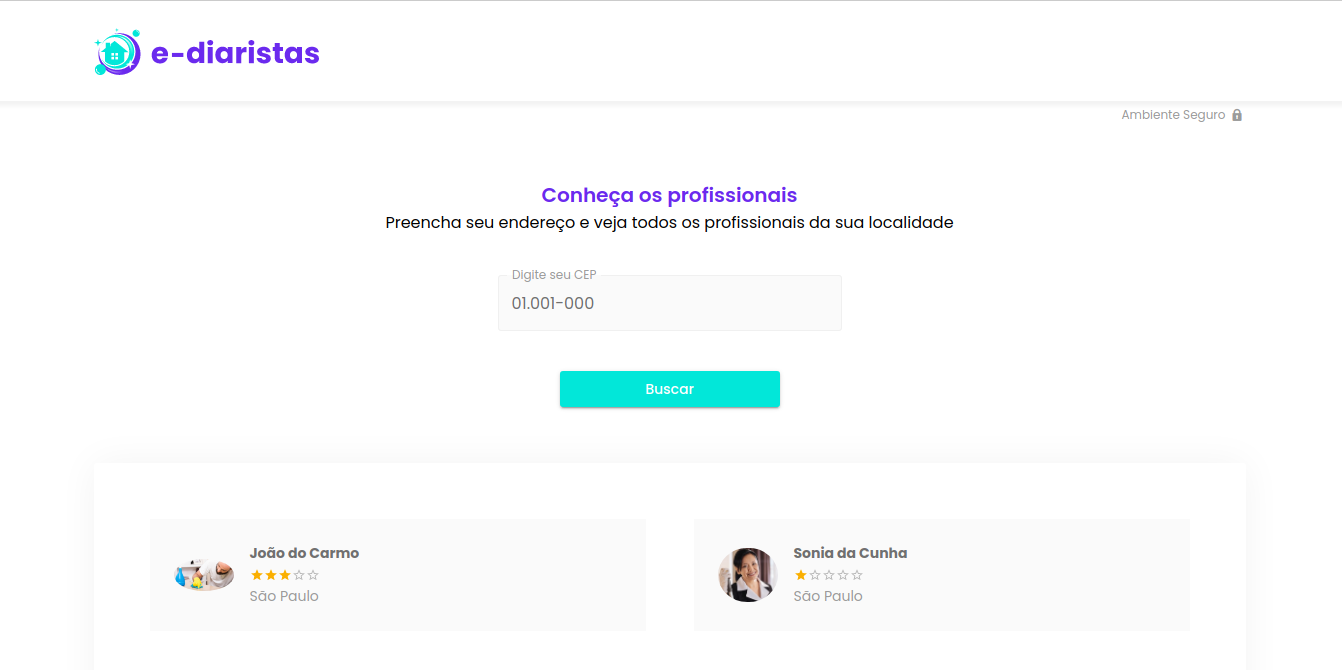 e-diaristas
Ambiente Seguro
Conheça os profissionais
Preencha seu endereço e veja todos os profissionais da sua localidade
Digite seu CEP
01.001-000
Buscar
João do Carmo
São Paulo
Sonia da Cunha
São Paulo